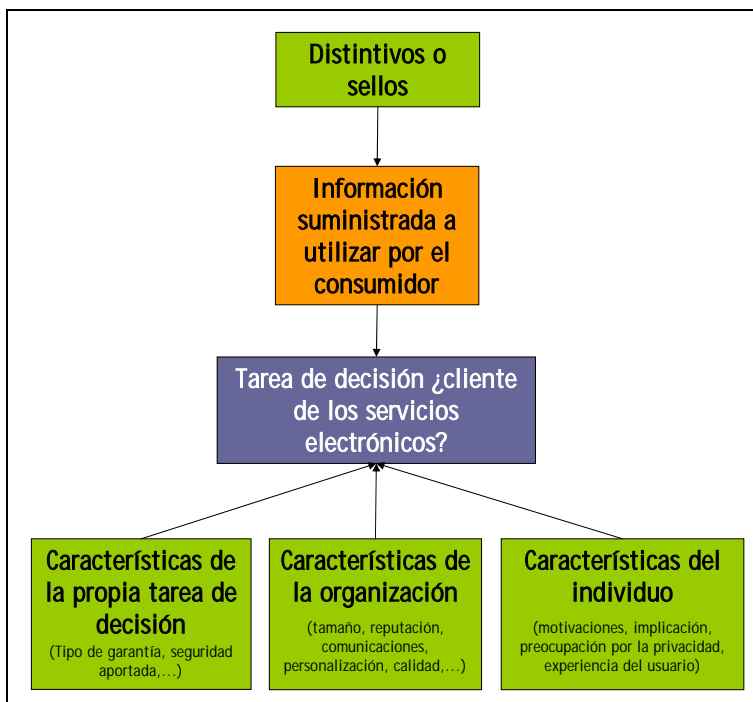 Distintivos o
sellos
Información
suministrada a
utilizar por el
consumidor
Tarea de decisión ¿cliente
de los servicios
electrónicos?
Características de
la propia tarea de
decisión
(Tipo de garantía, seguridad
aportada,…)
Características de
la organización
(tamaño, reputación,
comunicaciones,
personalización, calidad,…)
Características del
individuo
(motivaciones, implicación,
preocupación por la privacidad,
experiencia del usuario)